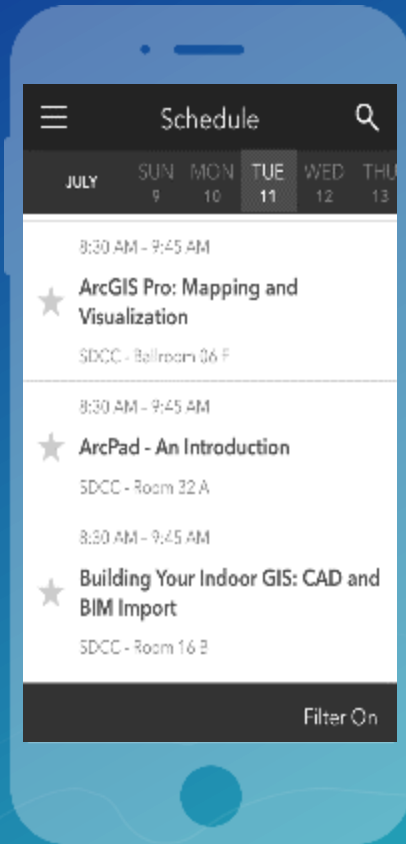 Schedule
JULY
SUN MON TUE WED THU
9 10 11 12 13
8:30 AM - 9:45 AM
ArcGIS Pro: Mapping and
Visualization
SDCC - Ballroom 06 F
8:30 AM - 9:45 AM
ArcPad - An Introduction
SDCC - Room 32 A
8:30 AM - 9:45 AM
Building Your Indoor GIS: CAD and
BIM Import
SDCC - Room 16 B
Filter On